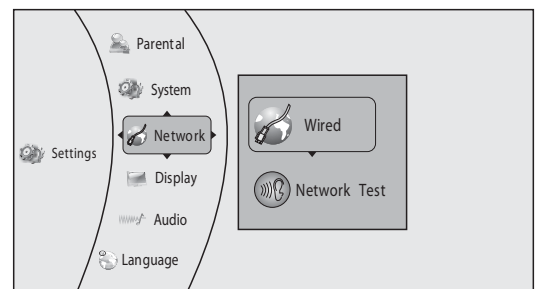 Settings
Parental
System
Network
Display
Audio
Language
Wired
Network Test